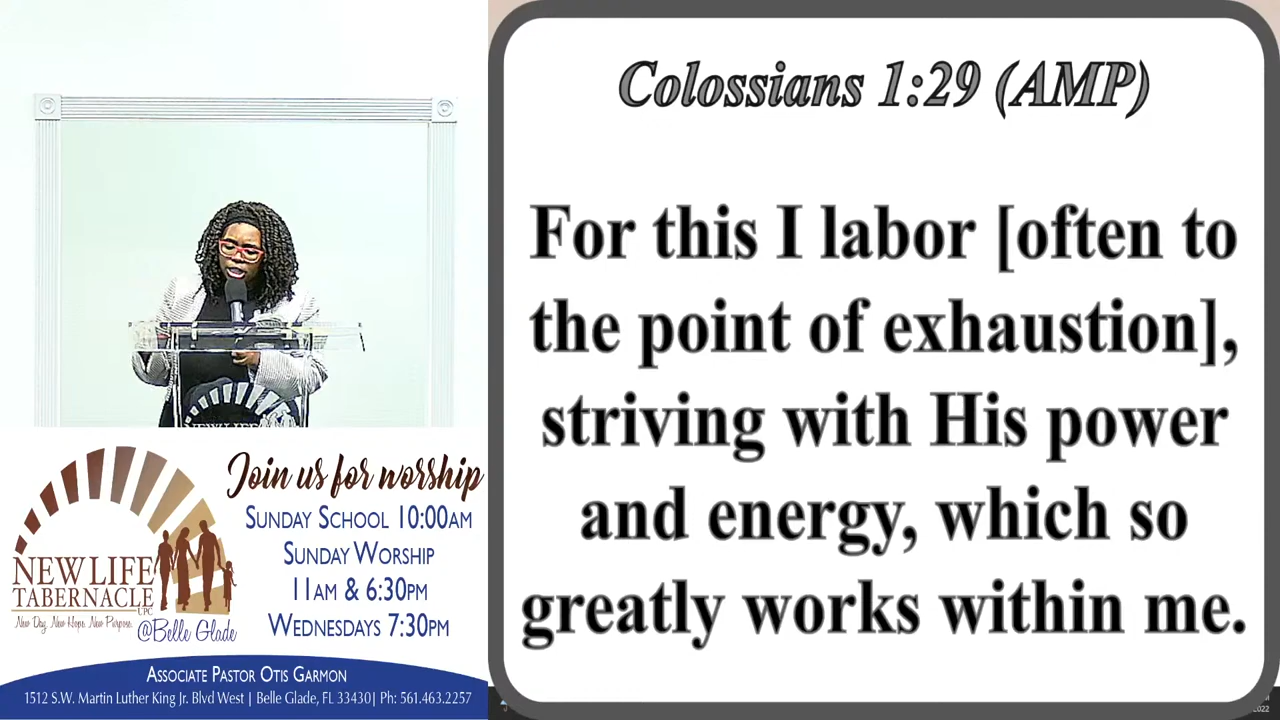 Colossians 1:29 (AMP)
For this I labor [often to
the point of exhaustion],
striving with His power
and energy, which so
greatly works within me.
Join us for worship
SUNDAY SCHOOL 10:00AM
SUNDAY WORSHIP
11AM & 6:30PM
WEDNESDAYS 7:30PM
NEW LIFE
TABERNACLE
UPC
New Day. New Hope. New Purpose.
@Belle Glade
ASSOCIATE PASTOR OTIS GARMON
1512 S.W. MARTIN LUTHER KING JR. BLVD WEST | BELLE GLADE, FL 33430| PH: 561.463.2257